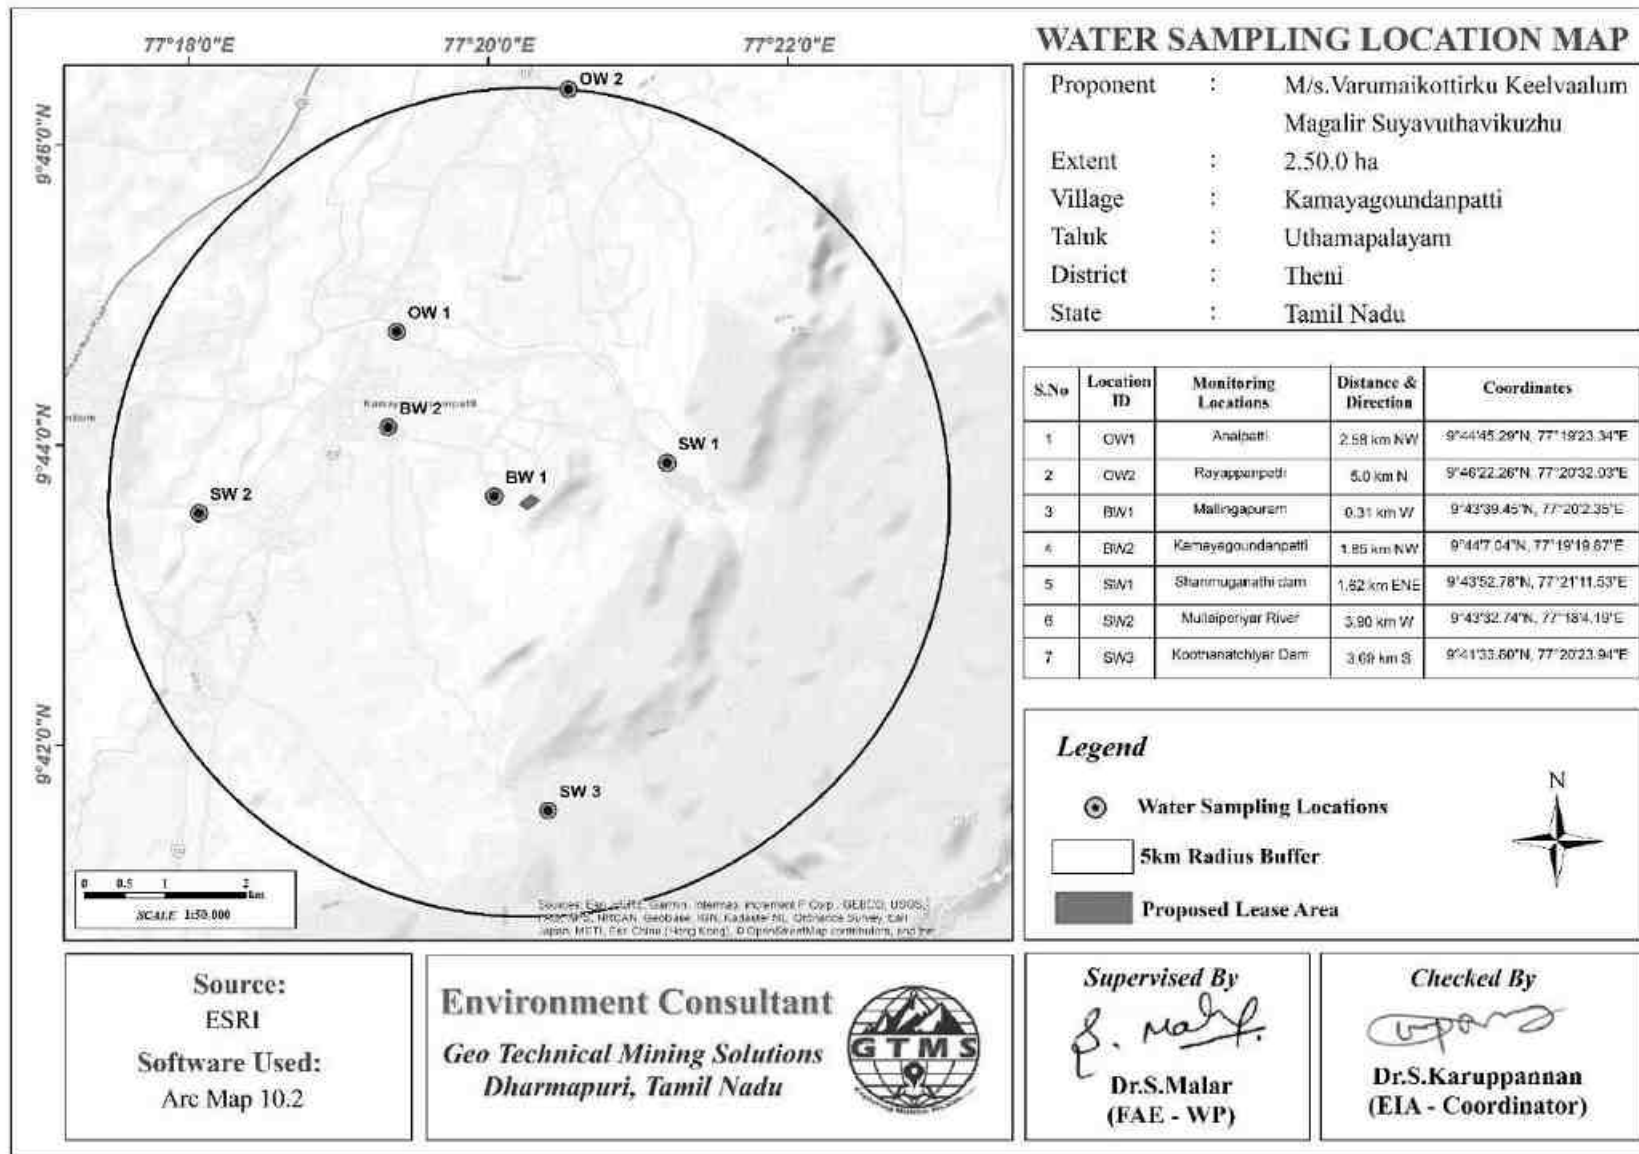 WATER SAMPLING LOCATION MAP
Proponent : M/s.Varumaikottirku Keelvaalum
Magalir Suyavuthavikuzhu
Extent : 2.50.0 ha
Village : Kamayagoundanpatti
Taluk : Uthamapalayam
District : Theni
State : Tamil Nadu
77°18'0"E 77°20'0"E 77°22'0"E
9°46'0"N
9°44'0"N
9°42'0"N
OW 2
OW 1
BW 2
SW 1
BW 1
SW 2
SW 3
0 0.5 1 2
km
SCALE 1:50,000
S.No Location ID Monitoring Locations Distance & Direction Coordinates
1 OW1 2.58 km NW 9°44'45.29"N, 77°19'23.34"E
2 OW2 Rayappanpatti 5.0 km N 9°46'22.26"N, 77°20'32.03"E
3 BW1 Mallingapuram 0.31 km W 9°43'39.45"N, 77°20'2.35"E
4 BW2 Kamayagoundanpatti 1.85 km NW 9°44'7.04"N, 77°19'19.87"E
5 SW1 Shanmuganathi dam 1.62 km ENE 9°43'52.78"N, 77°21'11.53"E
6 SW2 Mullaiperiyar River 3.90 km W 9°43'32.74"N, 77°18'4.19"E
7 SW3 Koothanatchiyar Dam 3.69 km S 9°41'33.60"N, 77°20'23.94"E
Legend
Water Sampling Locations
5km Radius Buffer
Proposed Lease Area
N
Source:
ESRI
Software Used:
Arc Map 10.2
Environment Consultant
Geo Technical Mining Solutions
Dharmapuri, Tamil Nadu
GTMS
Supervised By
S. Malar
Dr.S.Malar
(FAE - WP)
Checked By
Dr.S.Karuppannan
(EIA - Coordinator)